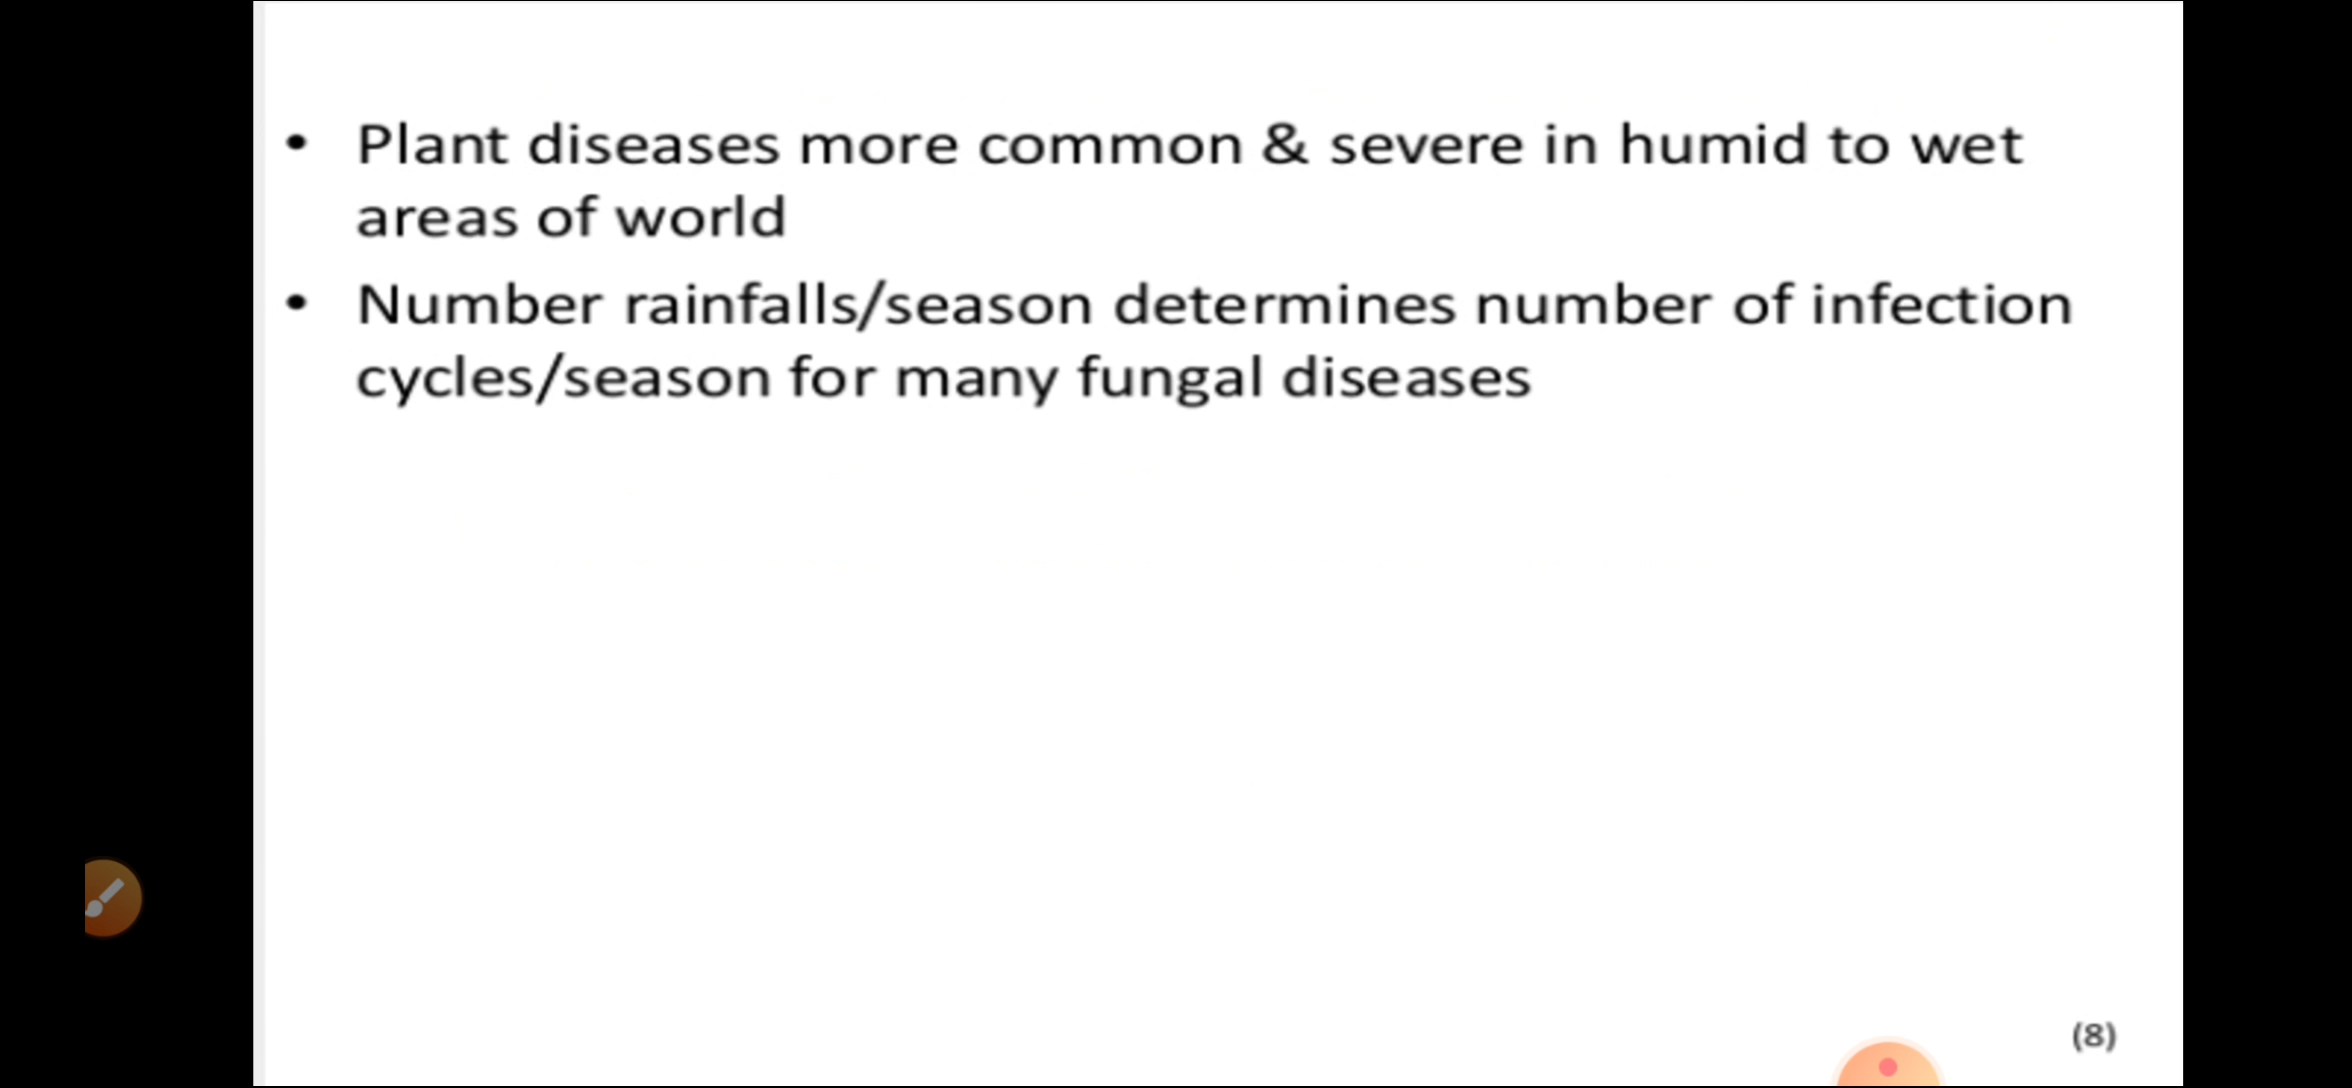 • Plant diseases more common & severe in humid to wet
areas of world
• Number rainfalls/season determines number of infection
cycles/season for many fungal diseases
(8)